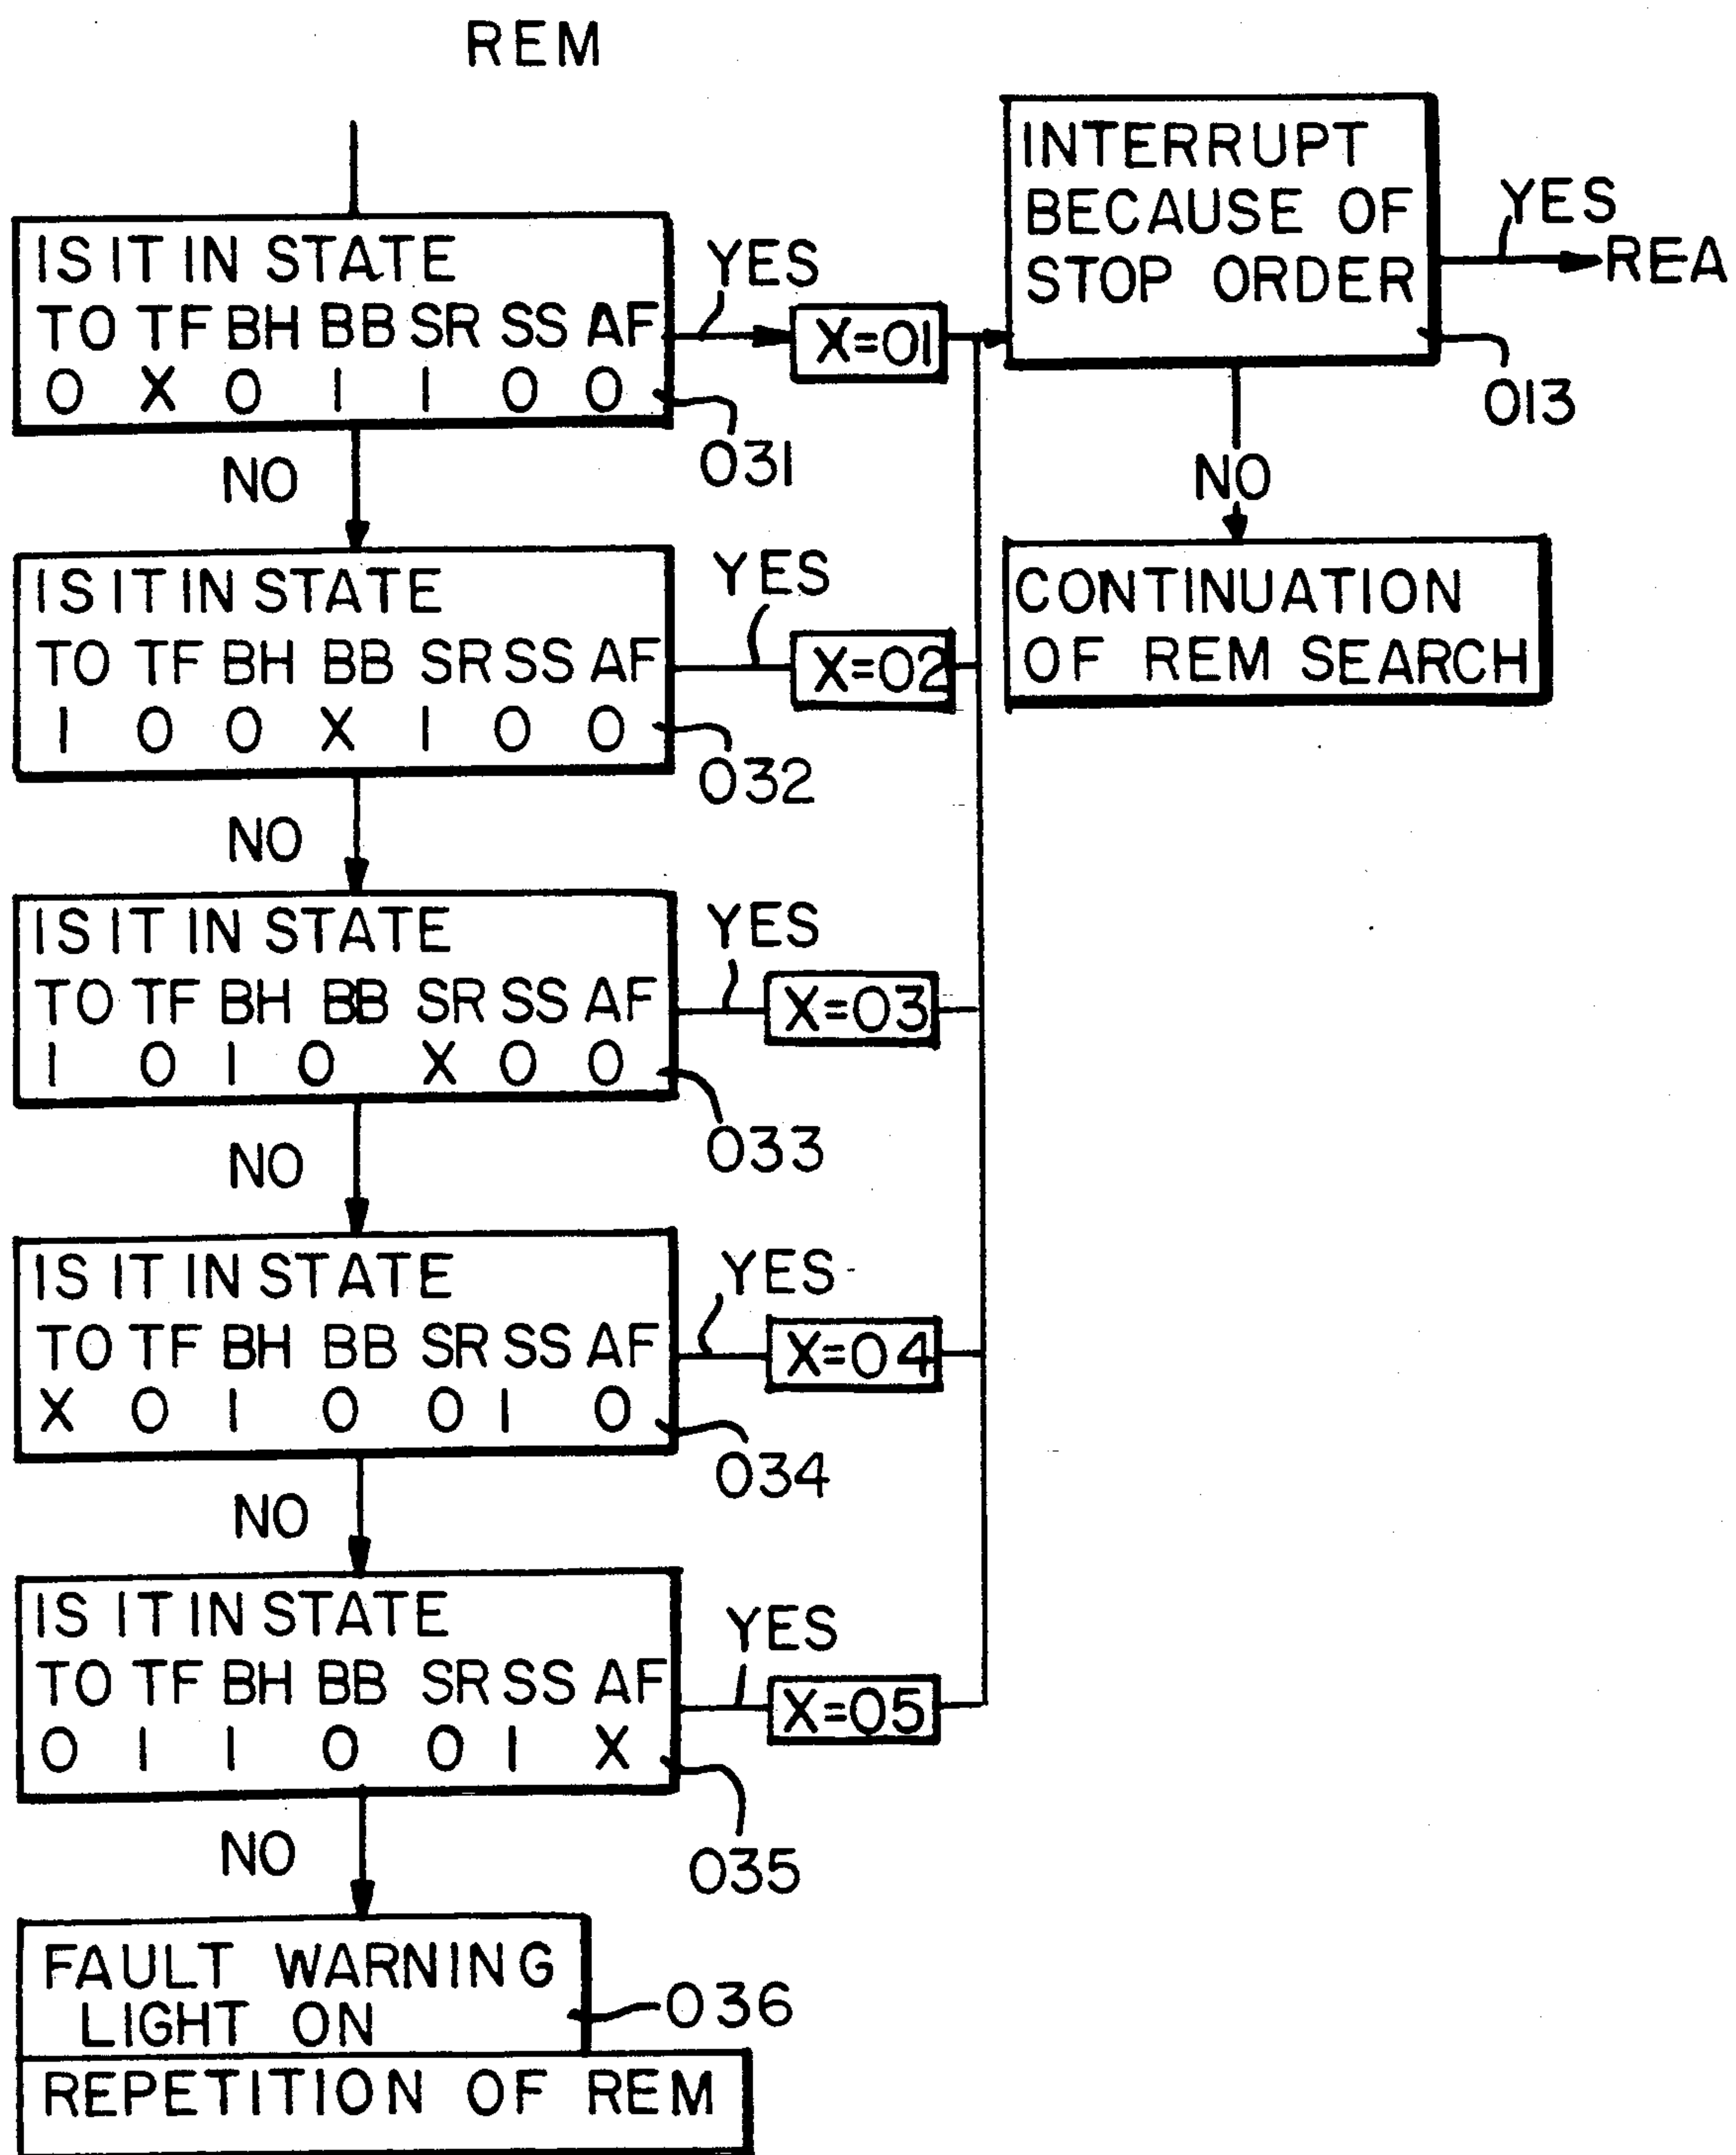 REM
IS IT IN STATE
TO TF BH BB SR SS AF
0 X 0 1 1 0 0
031
YES
X=01
INTERRUPT
BECAUSE OF
STOP ORDER
013
YES
REA
NO
CONTINUATION
OF REM SEARCH
NO
IS IT IN STATE
TO TF BH BB SR SS AF
1 0 0 X 1 0 0
032
YES
X=02
NO
IS IT IN STATE
TO TF BH BB SR SS AF
1 0 1 0 X 0 0
033
YES
X=03
NO
IS IT IN STATE
TO TF BH BB SR SS AF
X 0 1 0 0 1 0
034
YES
X=04
NO
IS IT IN STATE
TO TF BH BB SR SS AF
0 1 1 0 0 1 X
035
YES
X=05
NO
FAULT WARNING
LIGHT ON
036
REPETITION OF REM